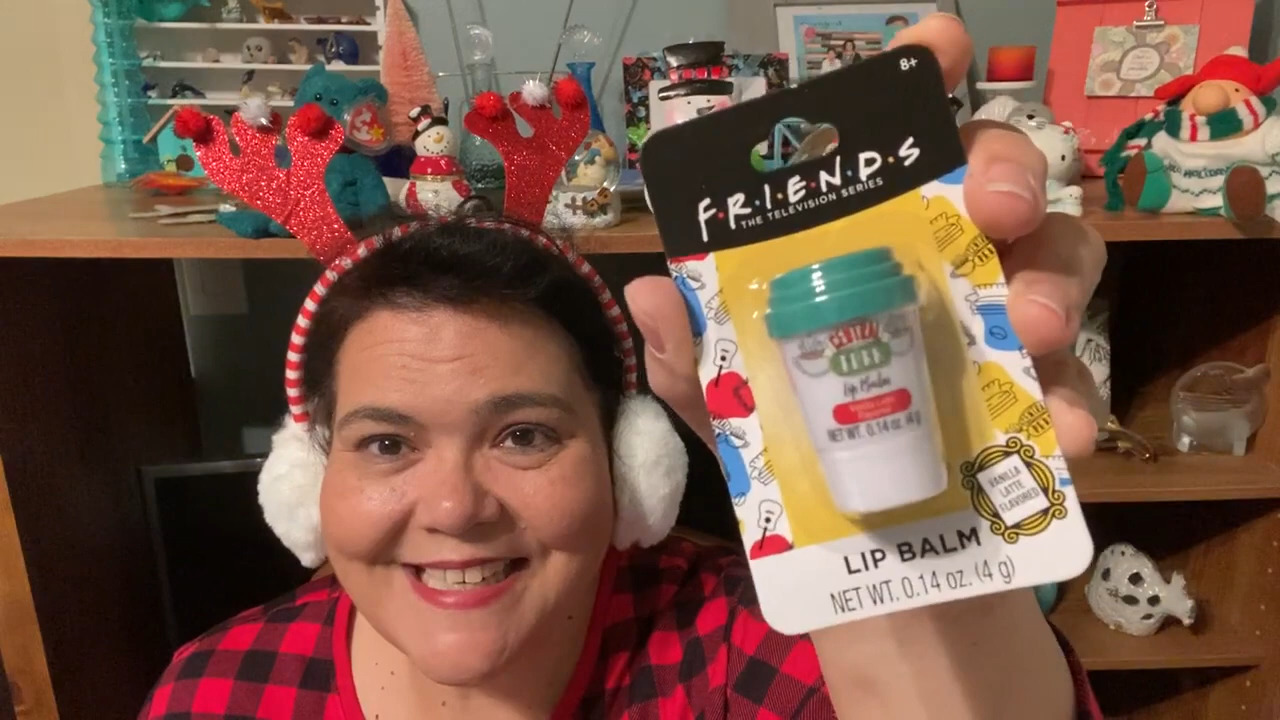 8+
F·R·I·E·N·D·S
THE TELEVISION SERIES
CENTRAL
PERK
Lip Balm
NET WT. 0.14 oz. (4 g)
VANILLA
LATTE
FLAVORED
LIP BALM
NET WT. 0.14 oz. (4 g)